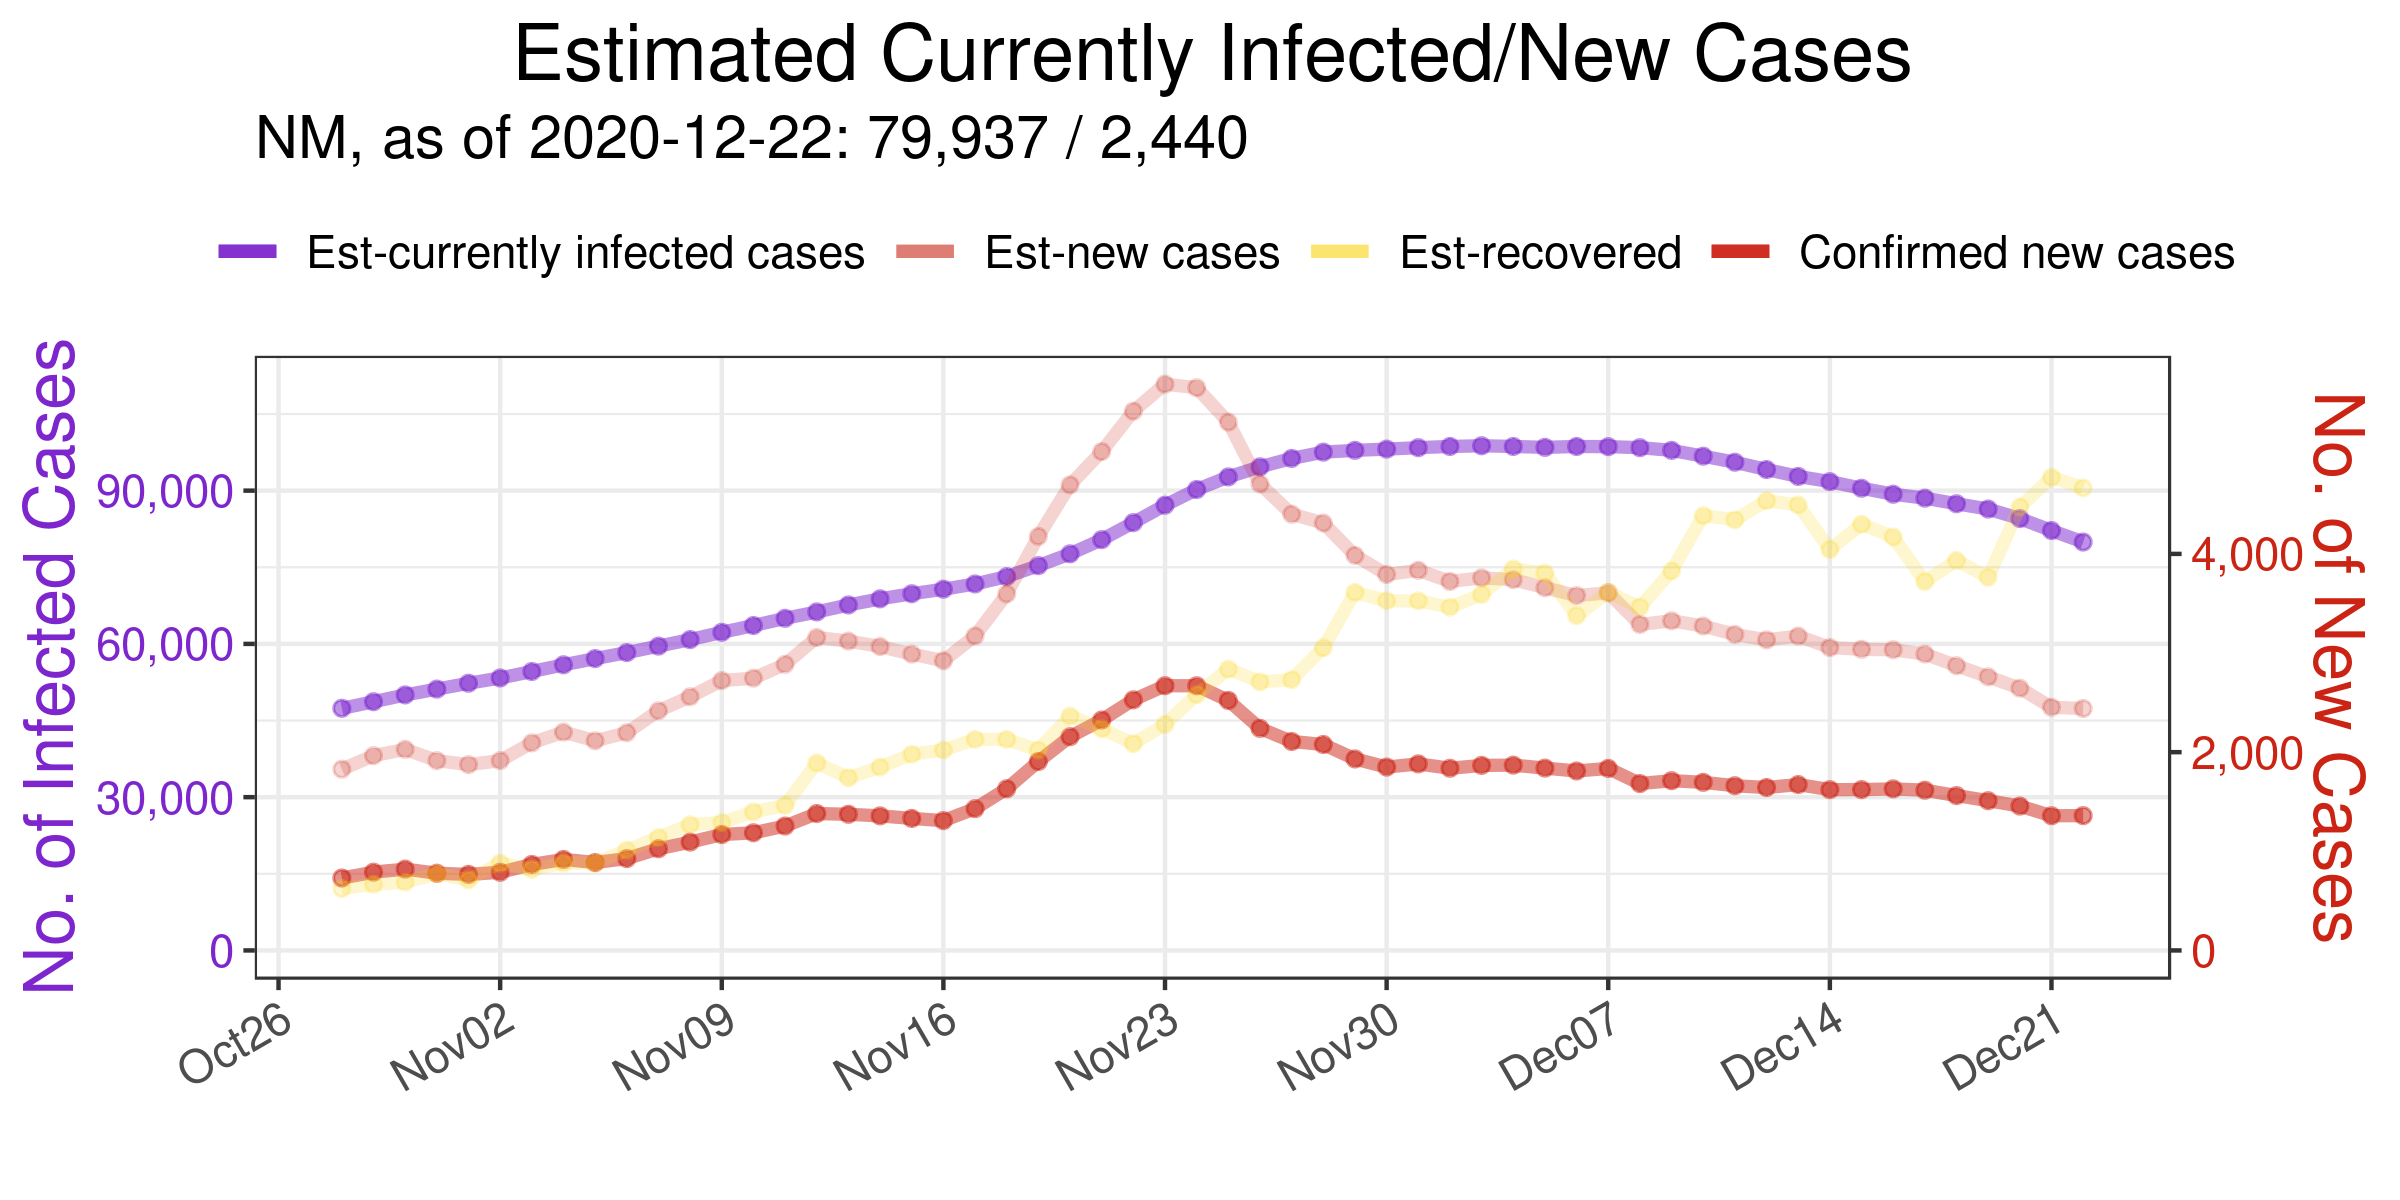 Estimated Currently Infected/New Cases
NM, as of 2020-12-22: 79,937 / 2,440
Est-currently infected cases Est-new cases Est-recovered Confirmed new cases
No. of Infected Cases
90,000
60,000
30,000
0
4,000
2,000
0
No. of New Cases
Oct26 Nov02 Nov09 Nov16 Nov23 Nov30 Dec07 Dec14 Dec21